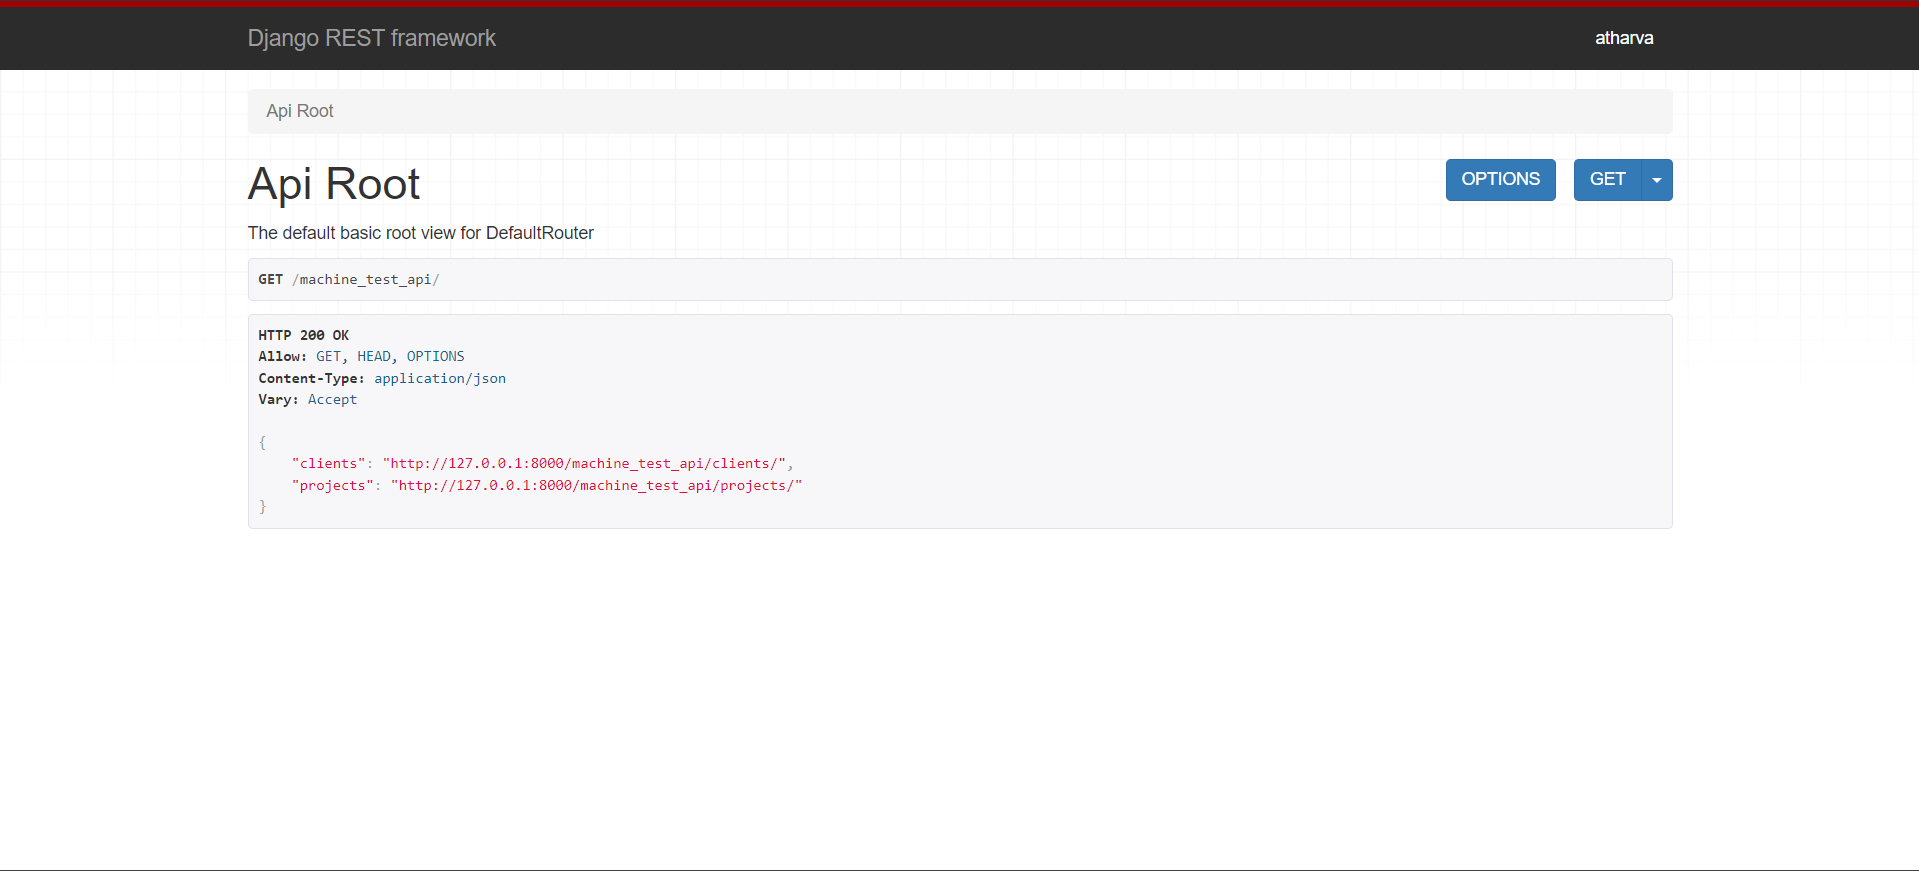 Django REST framework
atharva
Api Root
Api Root
OPTIONS
GET
The default basic root view for DefaultRouter
GET /machine_test_api/
HTTP 200 OK
Allow: GET, HEAD, OPTIONS
Content-Type: application/json
Vary: Accept
{
    "clients": "http://127.0.0.1:8000/machine_test_api/clients/",
    "projects": "http://127.0.0.1:8000/machine_test_api/projects/"
}